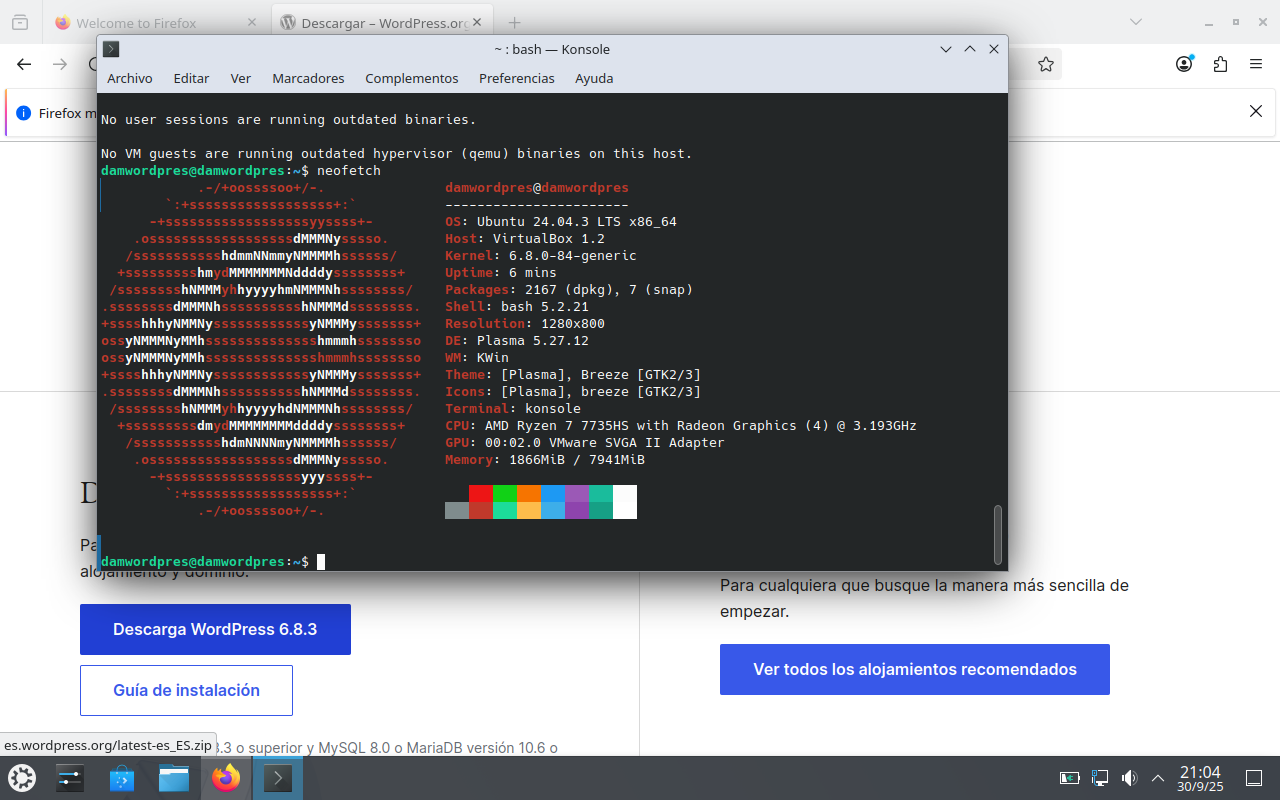 Welcome to Firefox
Descargar – WordPress.org
~ : bash — Konsole
Archivo Editar Ver Marcadores Complementos Preferencias Ayuda
Firefox m
No user sessions are running outdated binaries.
No VM guests are running outdated hypervisor (qemu) binaries on this host.
damwordpres@damwordpres:~$ neofetch
.-/+oossssoo+/-. damwordpres@damwordpres
`:+ssssssssssssssssss+:` -----------------------
-+ssssssssssssssssssyyssss+- OS: Ubuntu 24.04.3 LTS x86_64
.ossssssssssssssssssdMMMNysssso. Host: VirtualBox 1.2
/ssssssssssshdmmNNmmyNMMMMhssssss/ Kernel: 6.8.0-84-generic
+ssssssssshmydMMMMMMMNddddyssssssss+ Uptime: 6 mins
/sssssssshNMMMyhhyyyyhmNMMMNhssssssss/ Packages: 2167 (dpkg), 7 (snap)
.ssssssssdMMMNhsssssssssshNMMMdssssssss. Shell: bash 5.2.21
+sssshhhyNMMNyssssssssssssyNMMMysssssss+ Resolution: 1280x800
ossyNMMMNyMMhsssssssssssssshmmmhssssssso DE: Plasma 5.27.12
ossyNMMMNyMMhsssssssssssssshmmmhssssssso WM: KWin
+sssshhhyNMMNyssssssssssssyNMMMysssssss+ Theme: [Plasma], Breeze [GTK2/3]
.ssssssssdMMMNhsssssssssshNMMMdssssssss. Icons: [Plasma], breeze [GTK2/3]
/sssssssshNMMMyhhyyyyhdNMMMNhssssssss/ Terminal: konsole
+sssssssssdmydMMMMMMMMddddyssssssss+ CPU: AMD Ryzen 7 7735HS with Radeon Graphics (4) @ 3.193GHz
/ssssssssssshdmNNNNmyNMMMMhssssss/ GPU: 00:02.0 VMware SVGA II Adapter
.ossssssssssssssssssdMMMNysssso. Memory: 1866MiB / 7941MiB
-+sssssssssssssssssyyyssss+-
`:+ssssssssssssssssss+:`
.-/+oossssoo+/-.
damwordpres@damwordpres:~$
D
Pa
alojamiento y dominio.
Descarga WordPress 6.8.3
Guía de instalación
8.3 o superior y MySQL 8.0 o MariaDB versión 10.6 o
Para cualquiera que busque la manera más sencilla de
empezar.
Ver todos los alojamientos recomendados
es.wordpress.org/latest-es_ES.zip
21:04
30/9/25